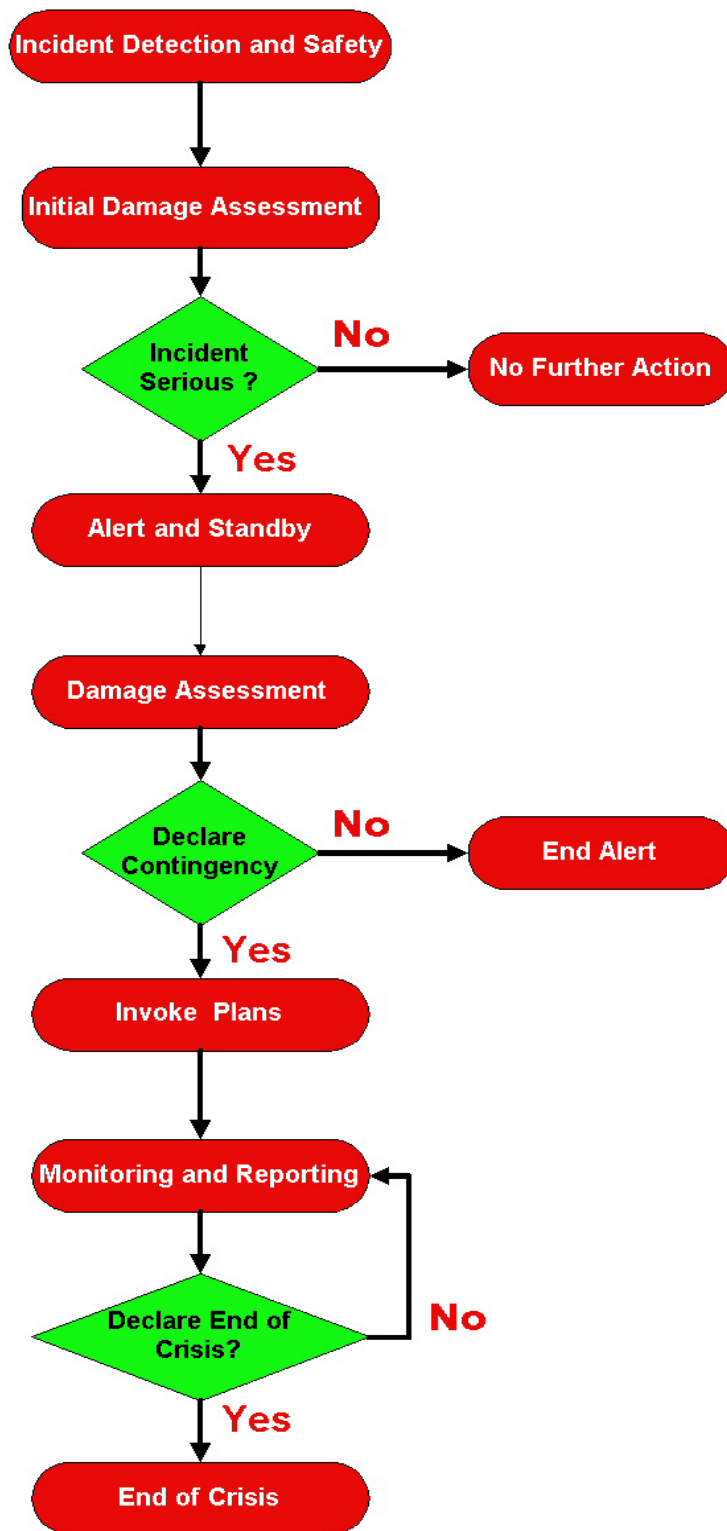 Incident Detection and Safety
Initial Damage Assessment
Incident
Serious ?
No
No Further Action
Yes
Alert and Standby
Damage Assessment
Declare
Contingency
No
End Alert
Yes
Invoke Plans
Monitoring and Reporting
Declare End of
Crisis?
No
Yes
End of Crisis